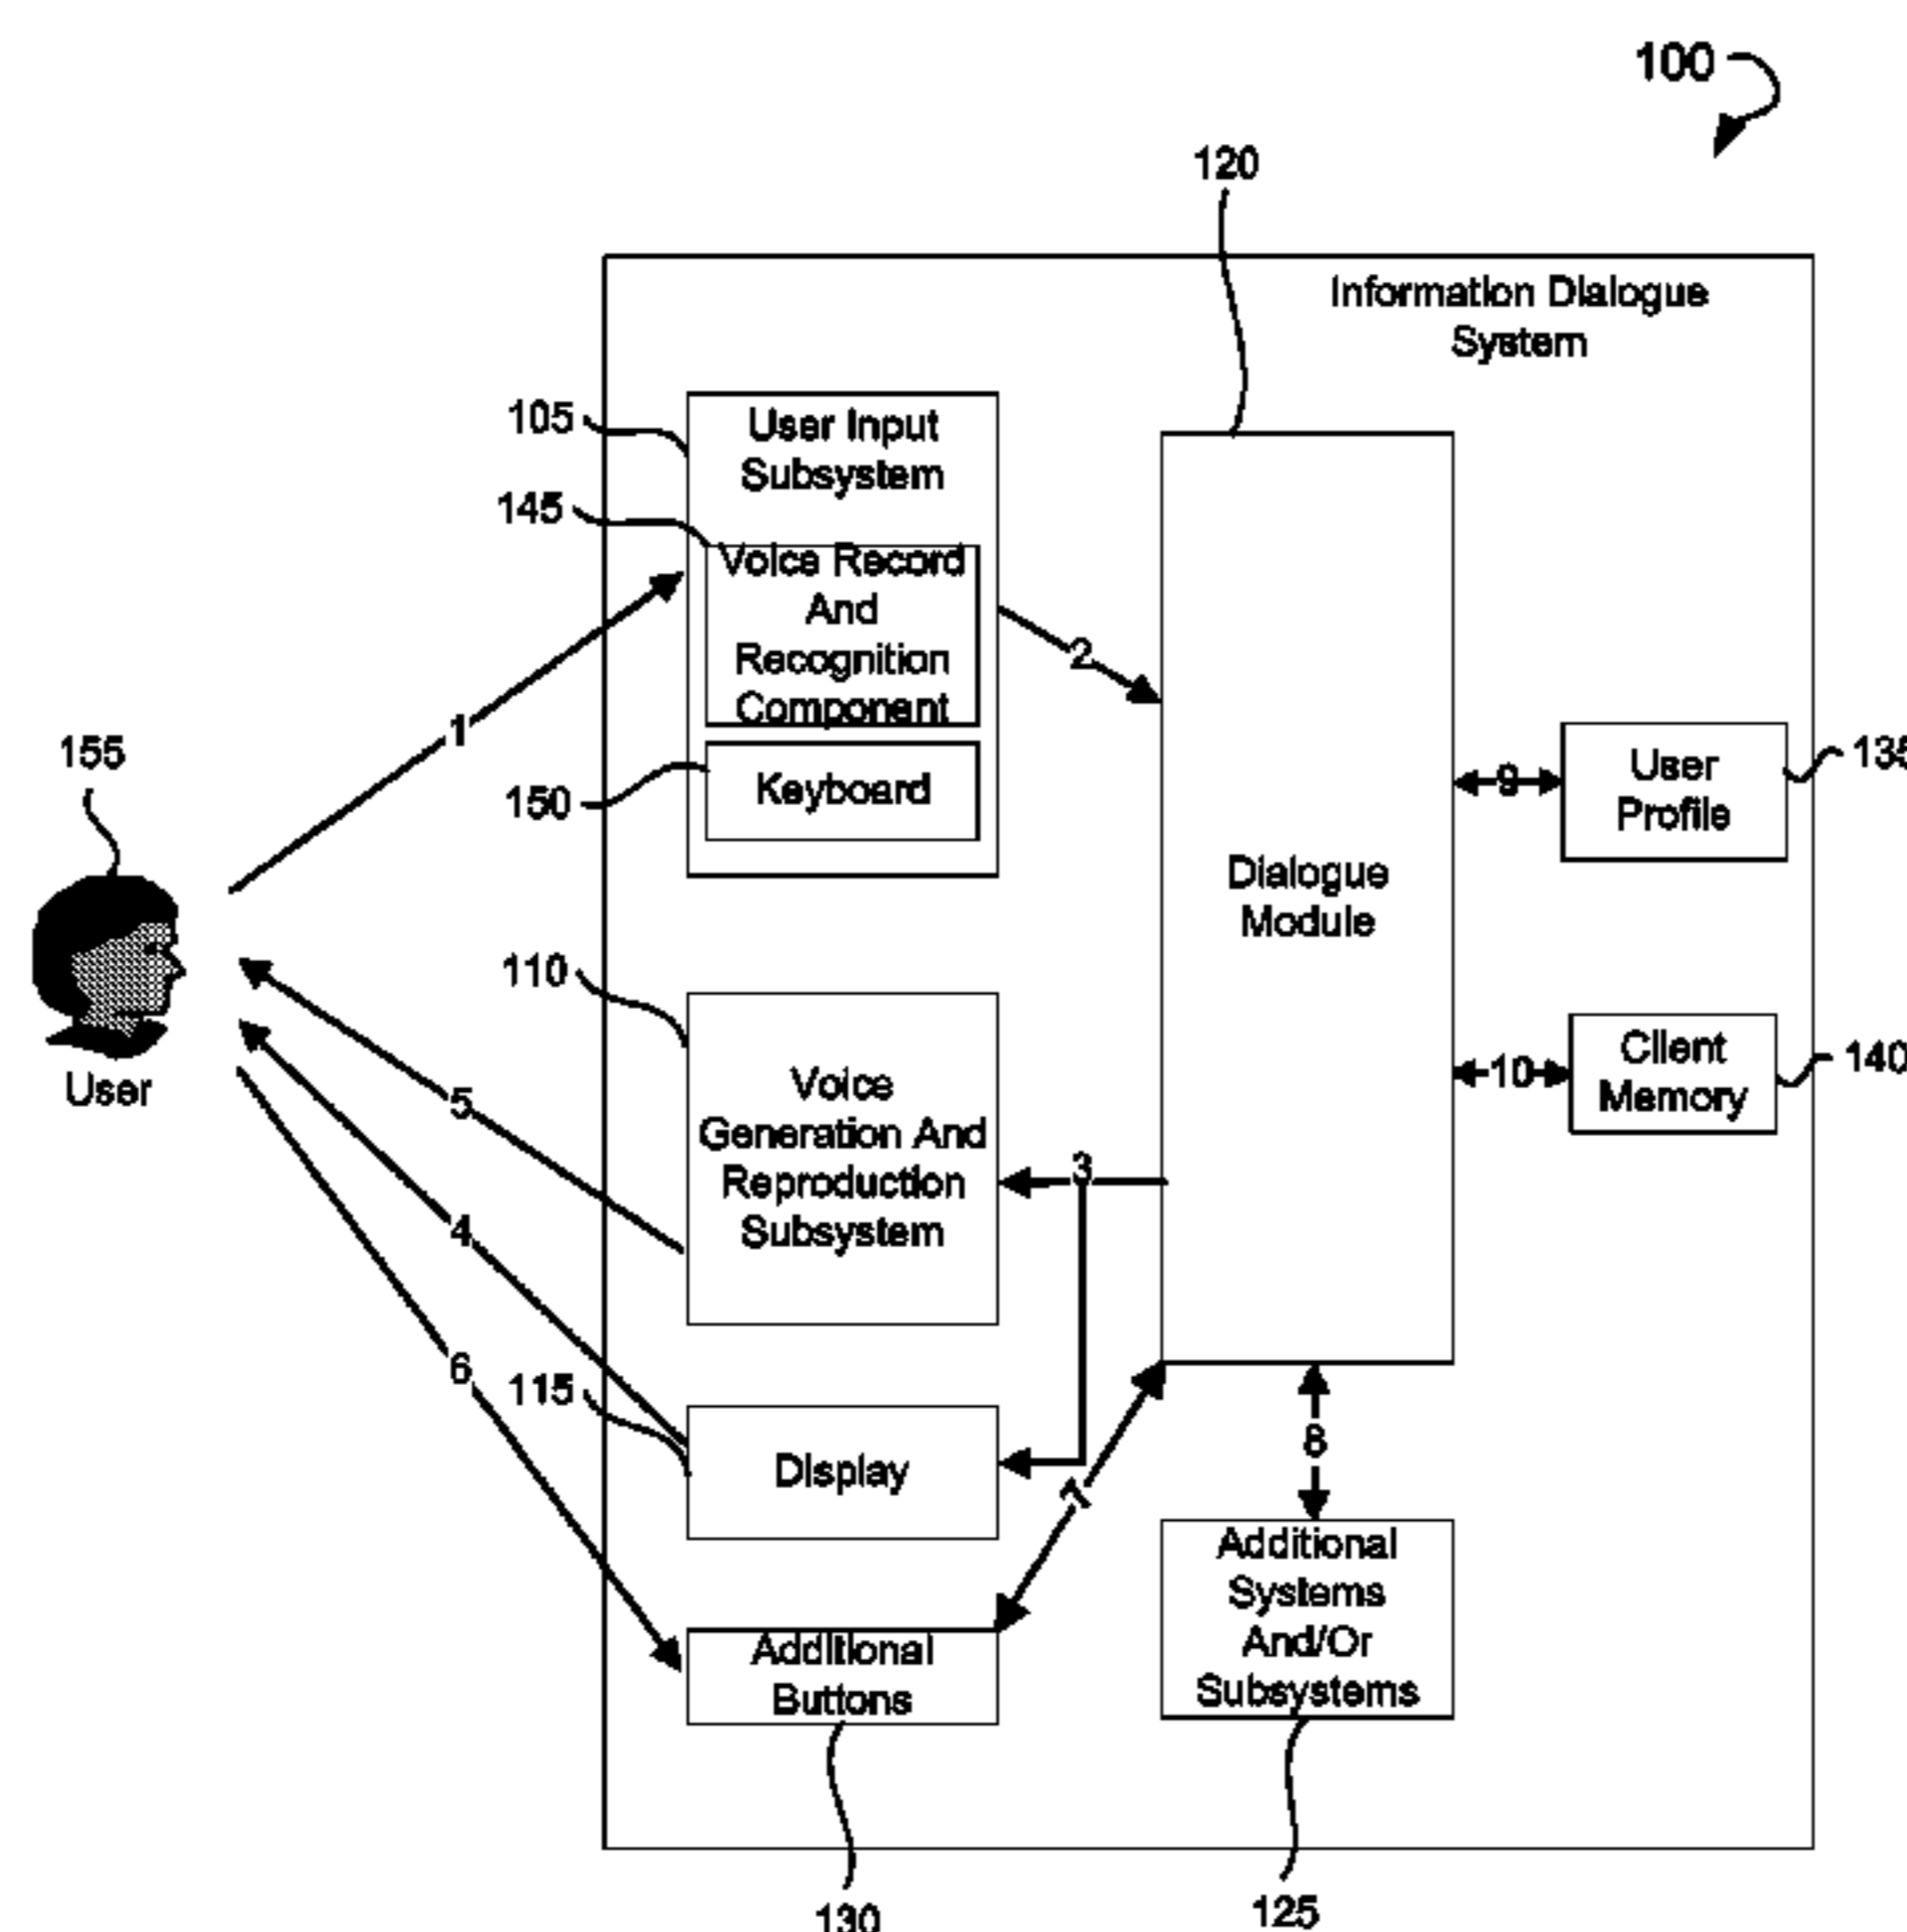 100
120
Information Dialogue
System
105
User Input
Subsystem
145
Voice Record
And
Recognition
Component
2
1
155
150
Keyboard
9
User
Profile
135
Dialogue
Module
110
User
5
Voice
Generation And
Reproduction
Subsystem
10
Client
Memory
140
3
4
6
115
Display
7
8
Additional
Systems
And/Or
Subsystems
Additional
Buttons
130
125